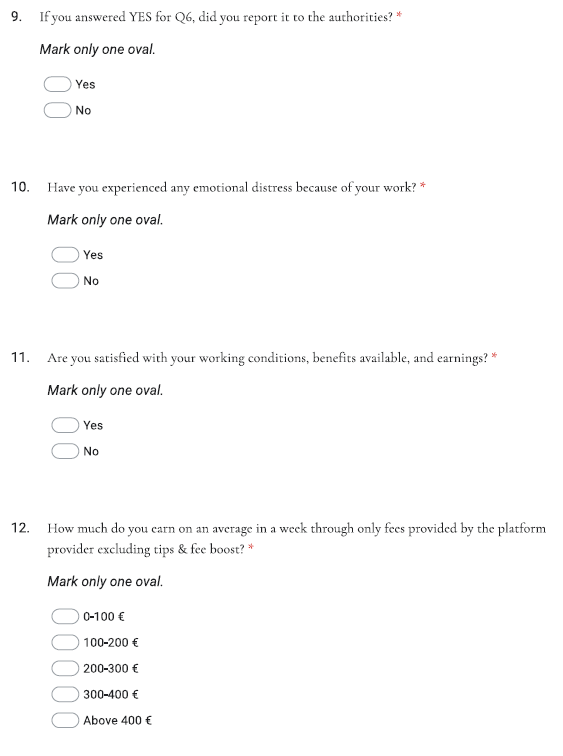 9. If you answered YES for Q6, did you report it to the authorities? *
Mark only one oval.
Yes
No
10. Have you experienced any emotional distress because of your work? *
Mark only one oval.
Yes
No
11. Are you satisfied with your working conditions, benefits available, and earnings? *
Mark only one oval.
Yes
No
12. How much do you earn on an average in a week through only fees provided by the platform
provider excluding tips & fee boost? *
Mark only one oval.
0-100 €
100-200 €
200-300 €
300-400 €
Above 400 €